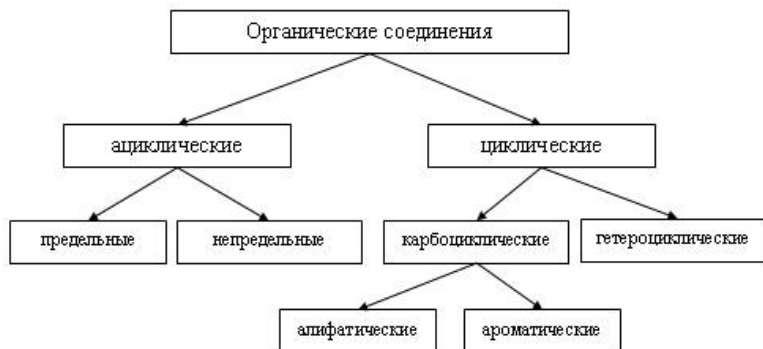 Органические соединения
ациклические
циклические
предельные
непредельные
карбоциклические
гетероциклические
алифатические
ароматические